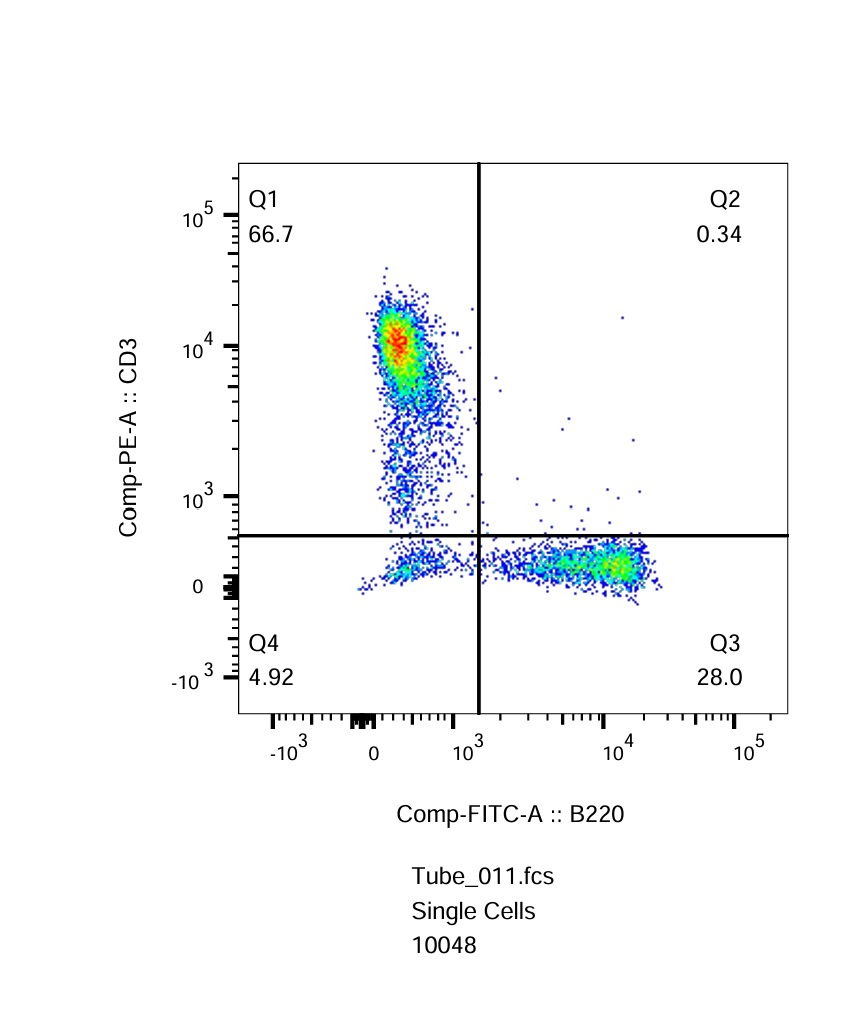 Q1
66.7
Q2
0.34
Q4
4.92
Q3
28.0
10^5
10^4
10^3
0
-10^3
Comp-PE-A :: CD3
-10^3 0 10^3 10^4 10^5
Comp-FITC-A :: B220
Tube_011.fcs
Single Cells
10048